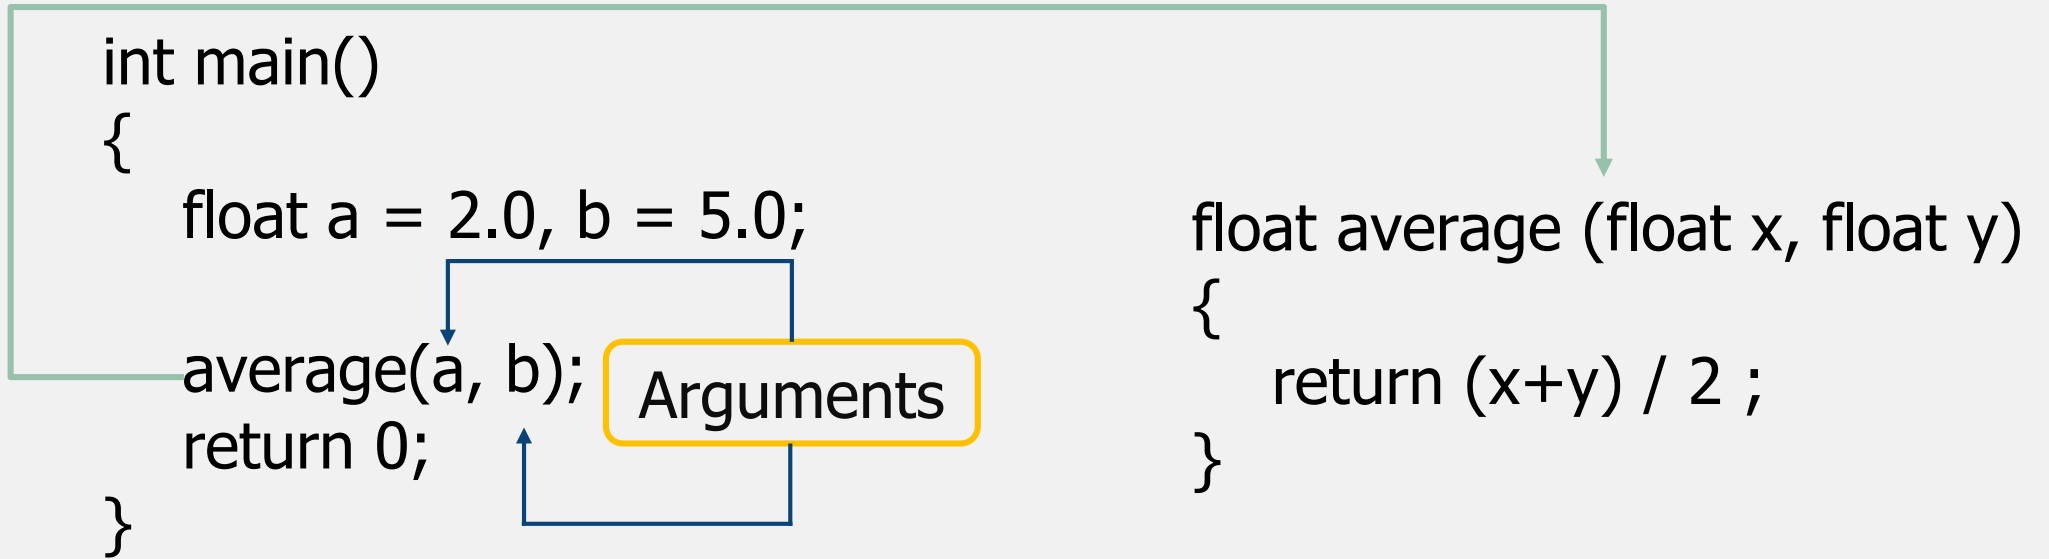 int main()
{
float a = 2.0, b = 5.0;
average(a, b);
return 0;
}
Arguments
float average (float x, float y)
{
return (x+y) / 2 ;
}